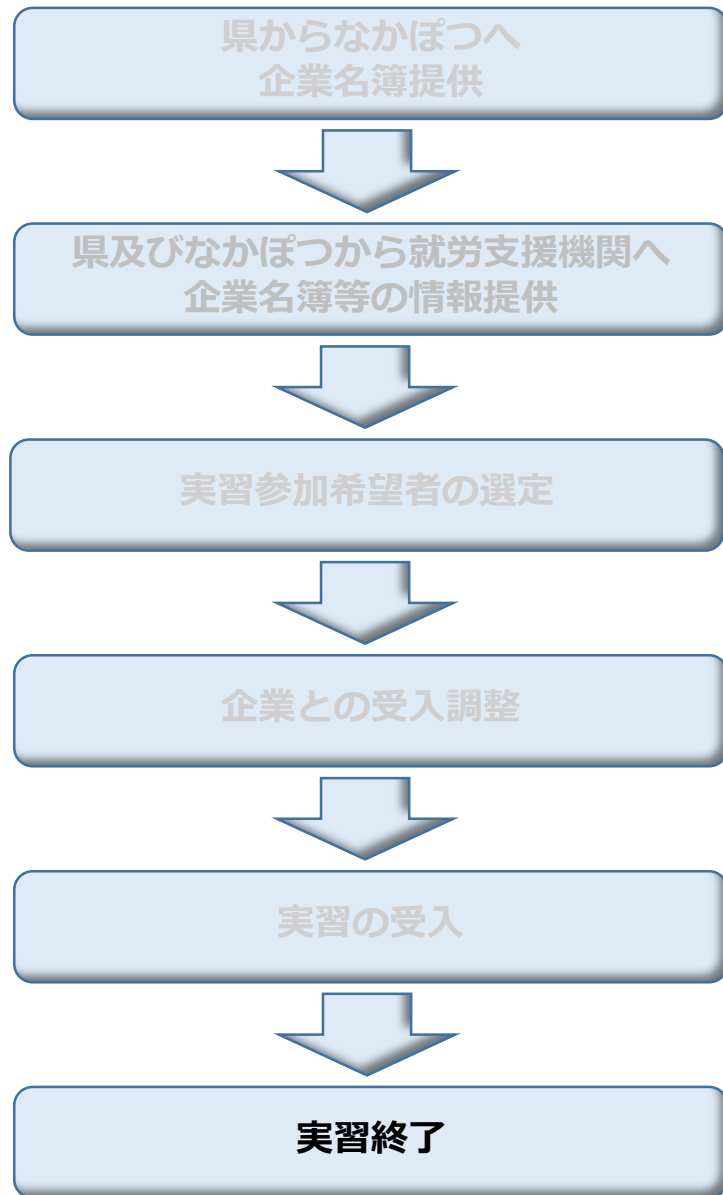 県からなかぽつへ
企業名簿提供
県及びなかぽつから就労支援機関へ
企業名簿等の情報提供
実習参加希望者の選定
企業との受入調整
実習の受入
実習終了